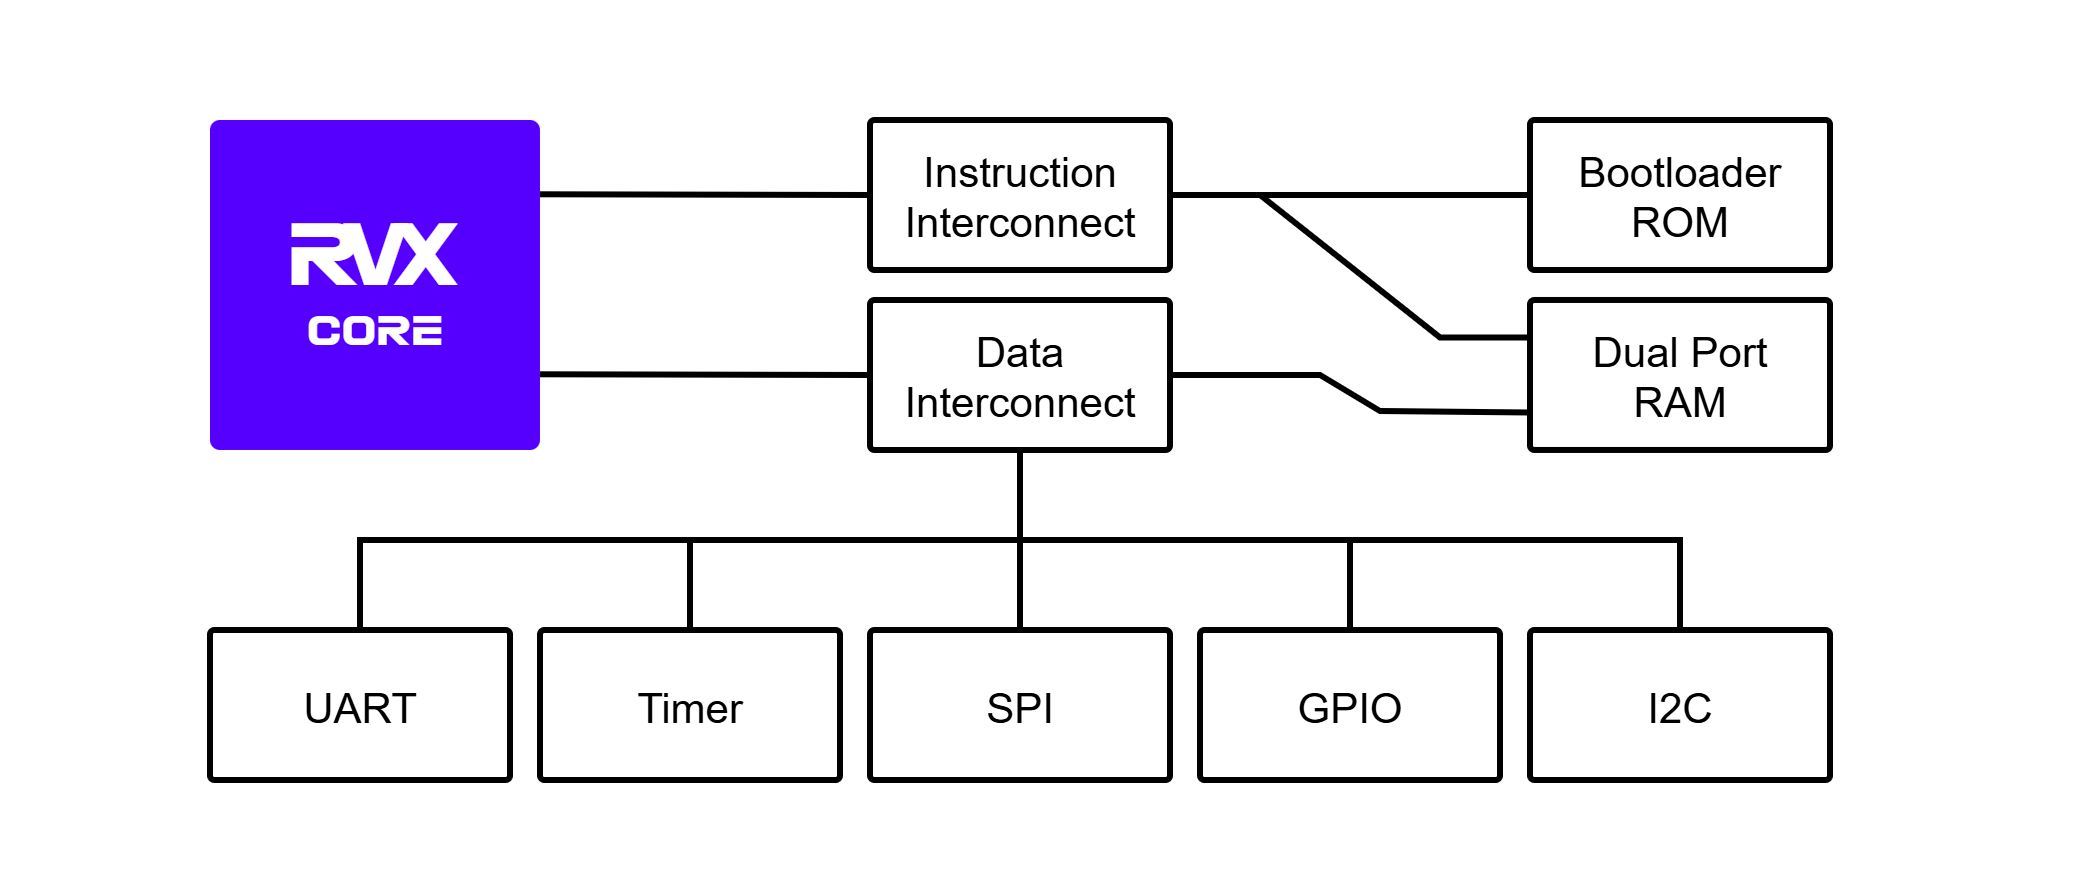 RVX
CORE
Instruction
Interconnect
Bootloader
ROM
Data
Interconnect
Dual Port
RAM
UART
Timer
SPI
GPIO
I2C